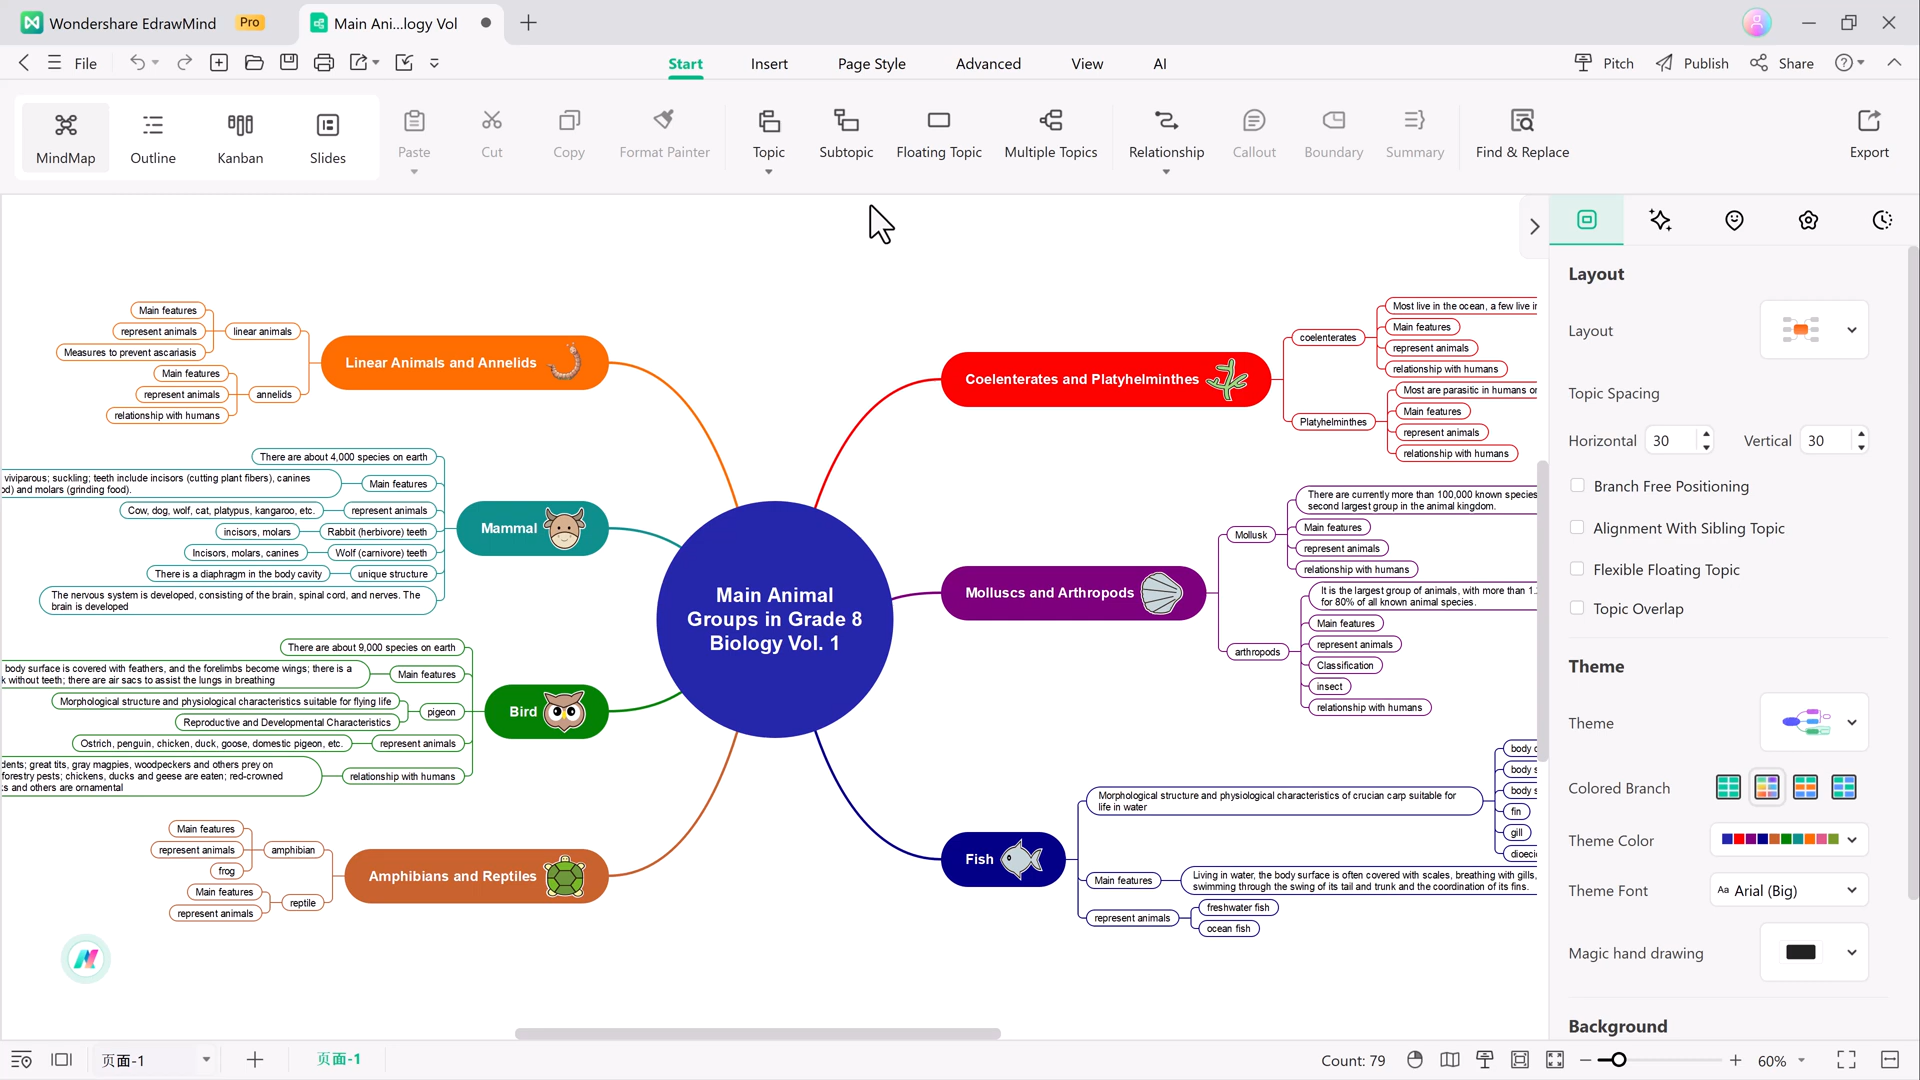 Wondershare EdrawMind Pro
Main Ani...logy Vol
File
Start Insert Page Style Advanced View AI
Pitch Publish Share
MindMap Outline Kanban Slides
Paste Cut Copy Format Painter
Topic Subtopic Floating Topic Multiple Topics
Relationship Callout Boundary Summary
Find & Replace
Export
Main features
represent animals
Measures to prevent ascariasis
linear animals
Main features
represent animals
relationship with humans
annelids
Linear Animals and Annelids
There are about 4,000 species on earth
viviparous; suckling; teeth include incisors (cutting plant fibers), canines
and molars (grinding food).
Main features
Cow, dog, wolf, cat, platypus, kangaroo, etc.
represent animals
incisors, molars
Rabbit (herbivore) teeth
Incisors, molars, canines
Wolf (carnivore) teeth
There is a diaphragm in the body cavity
unique structure
The nervous system is developed, consisting of the brain, spinal cord, and nerves. The
brain is developed
Mammal
There are about 9,000 species on earth
body surface is covered with feathers, and the forelimbs become wings; there is a
without teeth; there are air sacs to assist the lungs in breathing
Main features
Morphological structure and physiological characteristics suitable for flying life
Reproductive and Developmental Characteristics
pigeon
Ostrich, penguin, chicken, duck, goose, domestic pigeon, etc.
represent animals
great tits, gray magpies, woodpeckers and others prey on
forestry pests; chickens, ducks and geese are eaten; red-crowned
and others are ornamental
relationship with humans
Bird
Main features
represent animals
frog
amphibian
Main features
represent animals
reptile
Amphibians and Reptiles
Main Animal
Groups in Grade 8
Biology Vol. 1
Coelenterates and Platyhelminthes
coelenterates
Most live in the ocean, a few live
Main features
represent animals
relationship with humans
Platyhelminthes
Most are parasitic in humans
Main features
represent animals
relationship with humans
Molluscs and Arthropods
Mollusk
There are currently more than 100,000 known species
second largest group in the animal kingdom.
Main features
represent animals
relationship with humans
arthropods
It is the largest group of animals, with more than 1.
for 80% of all known animal species.
Main features
represent animals
Classification
insect
relationship with humans
Fish
Morphological structure and physiological characteristics of crucian carp suitable for
life in water
body
body
body
fin
gill
Main features
Living in water, the body surface is often covered with scales, breathing with gills,
swimming through the swing of its tail and trunk and the coordination of its fins.
represent animals
freshwater fish
ocean fish
Layout
Layout
Topic Spacing
Horizontal 30 Vertical 30
Branch Free Positioning
Alignment With Sibling Topic
Flexible Floating Topic
Topic Overlap
Theme
Theme
Colored Branch
Theme Color
Theme Font Aa Arial (Big)
Magic hand drawing
Background
页面-1
页面-1
Count: 79
60%